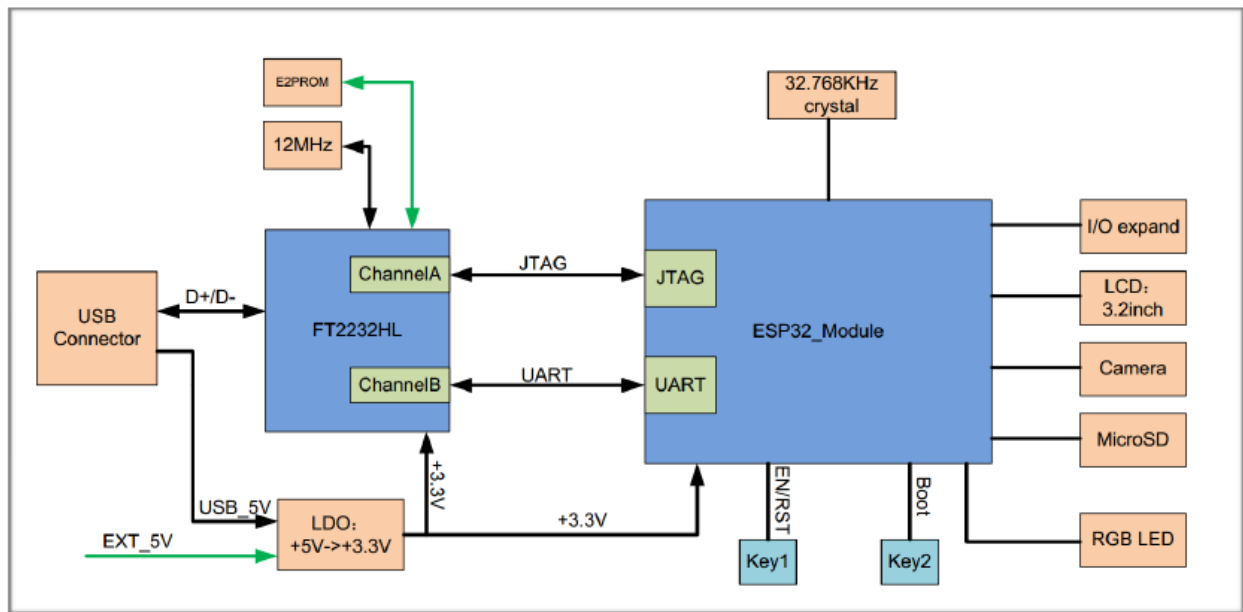 E2PROM
12MHz
32.768KHz
crystal
USB
Connector
D+/D-
FT2232HL
ChannelA
ChannelB
JTAG
UART
JTAG
UART
ESP32_Module
I/O expand
LCD：
3.2inch
Camera
MicroSD
RGB LED
USB_5V
EXT_5V
LDO：
+5V->+3.3V
+3.3V
+3.3V
EN/RST
Boot
Key1
Key2